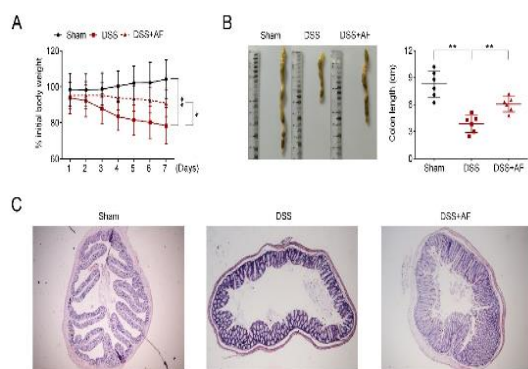 A
Sham DSS DSS+AF
% initial body weight
120
100
80
60
1 2 3 4 5 6 7 (Days)
**
*
B
Sham DSS DSS+AF
Colon length (cm)
12
9
6
3
0
** **
Sham DSS DSS+AF
C
Sham DSS DSS+AF